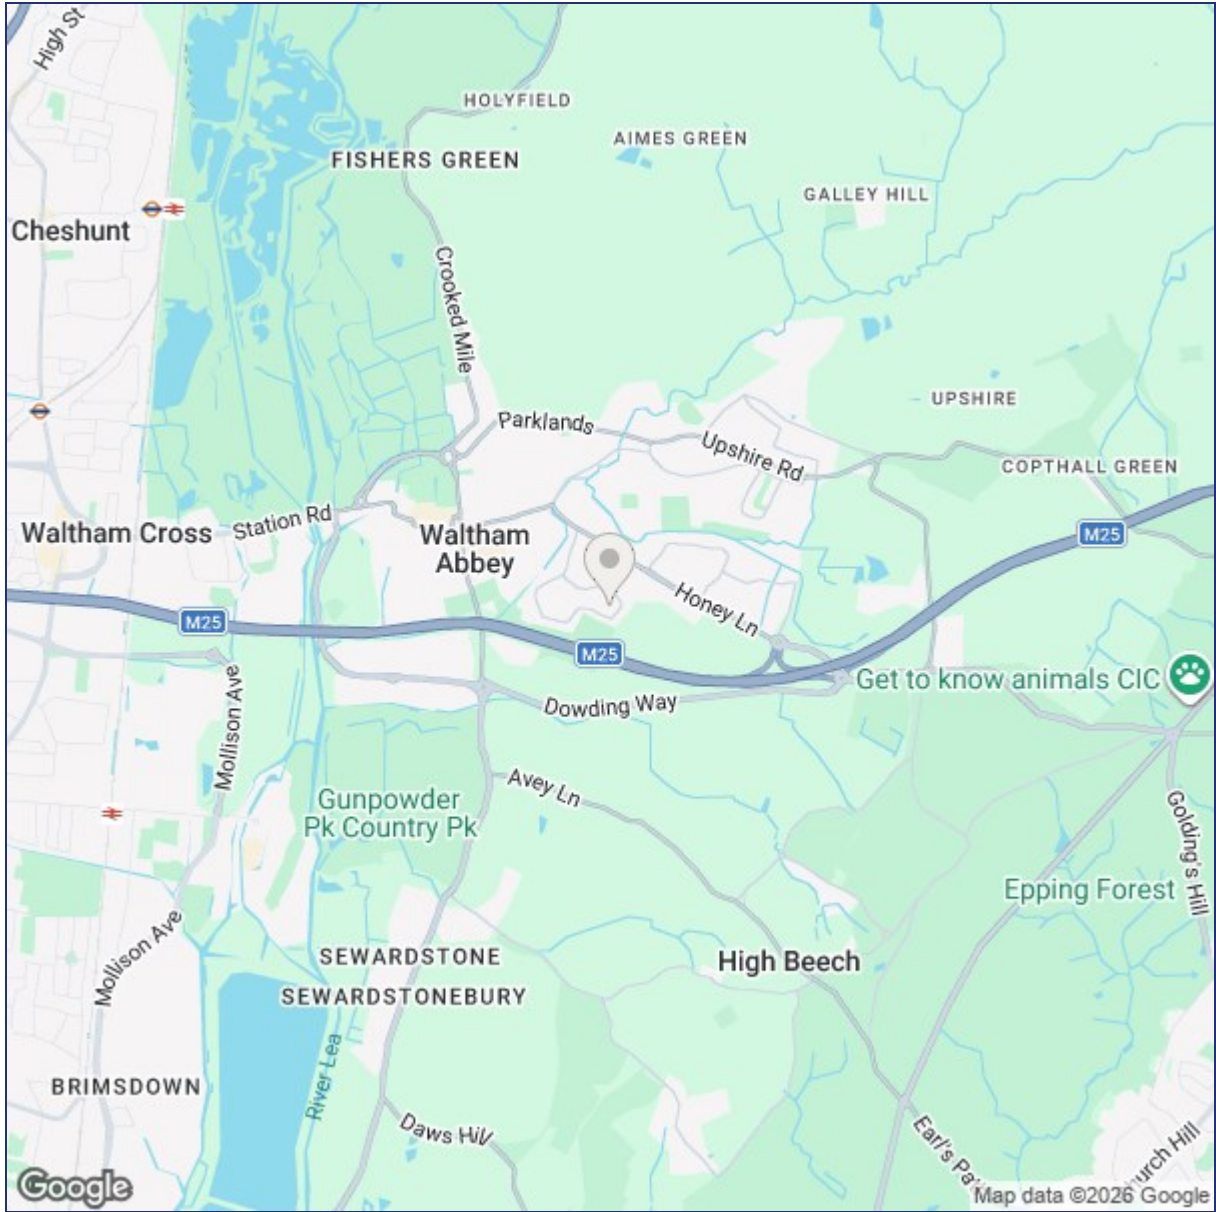 High St
HOLYFIELD
AIMES GREEN
FISHERS GREEN
GALLEY HILL
Cheshunt
Crooked Mile
UPSHIRE
Parklands
Upshire Rd
COPTHALL GREEN
Station Rd
Waltham Cross
Waltham
Abbey
M25
Honey Ln
M25
M25
Get to know animals CIC
Dowding Way
Mollison Ave
Avey Ln
Gunpowder
Pk Country Pk
Golding's Hill
Epping Forest
Mollison Ave
SEWARDSTONE
High Beech
SEWARDSTONEBURY
River Lea
BRIMSDOWN
Daws Hill
Earl's Pa
urch Hill
Google
Map data ©2026 Google